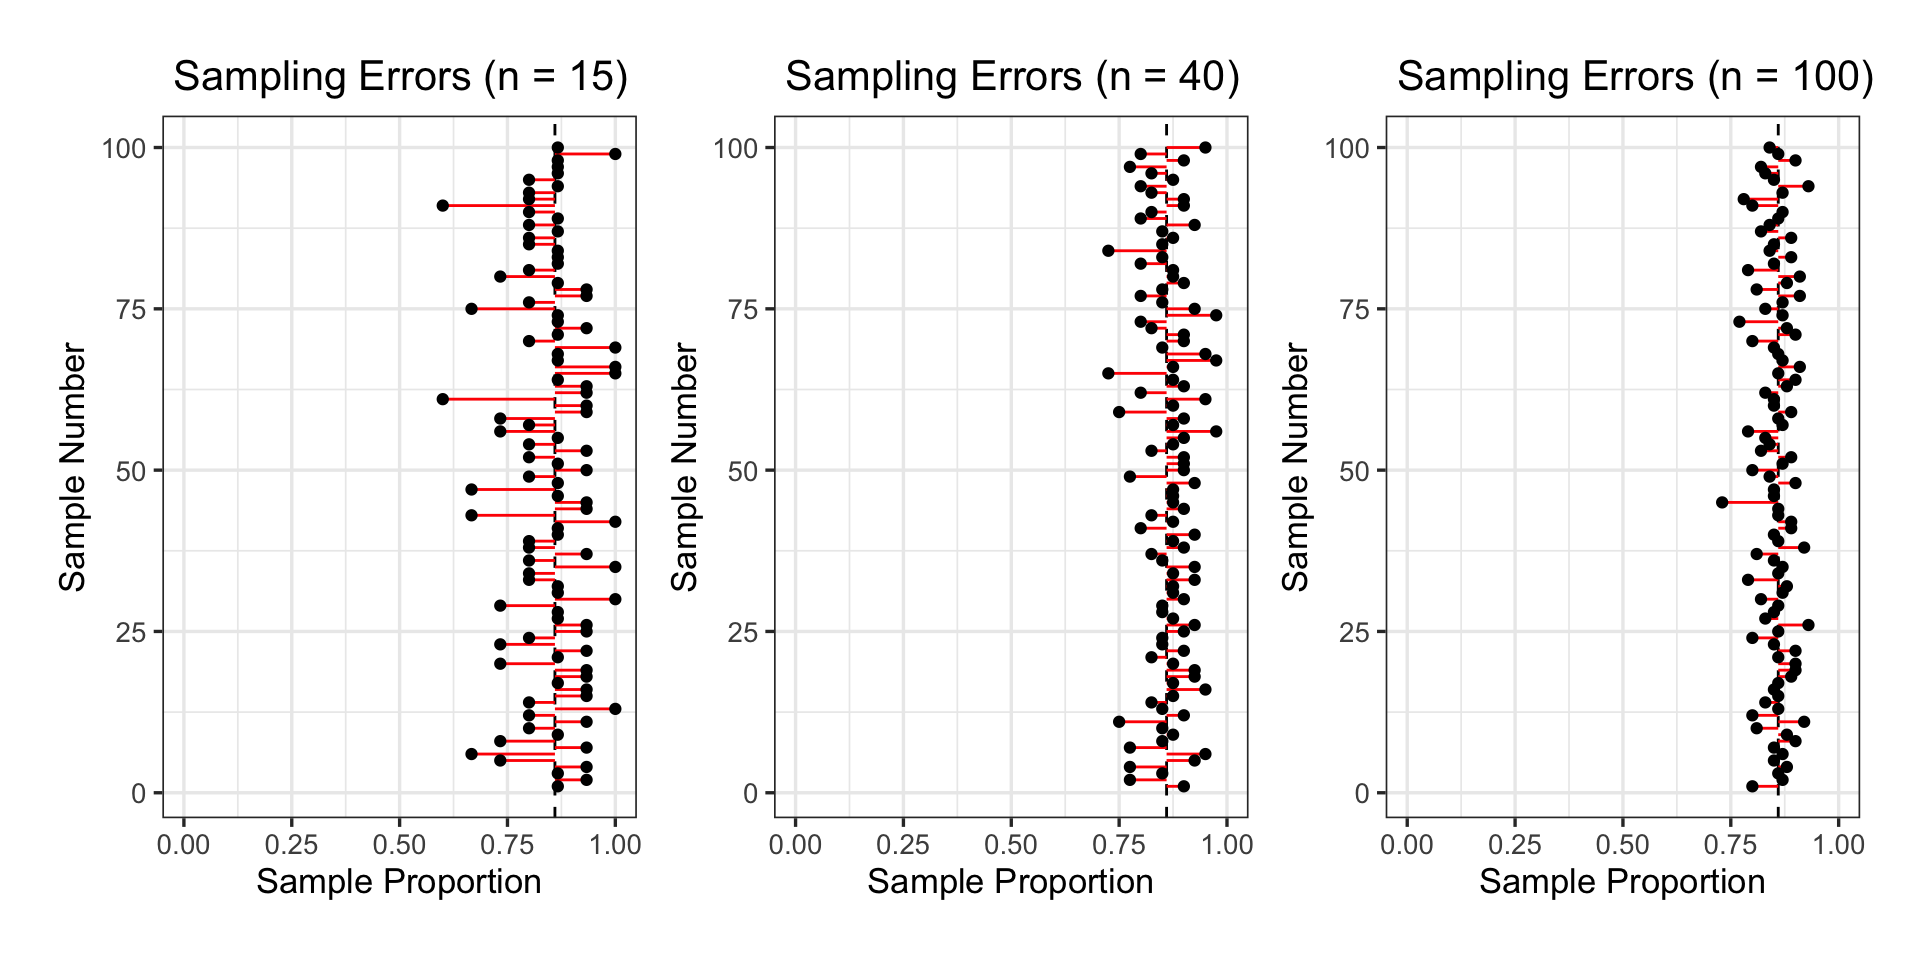 Sampling Errors (n = 15)
Sample Number
100
75
50
25
0
0.00 0.25 0.50 0.75 1.00
Sample Proportion
Sampling Errors (n = 40)
Sample Number
100
75
50
25
0
0.00 0.25 0.50 0.75 1.00
Sample Proportion
Sampling Errors (n = 100)
Sample Number
100
75
50
25
0
0.00 0.25 0.50 0.75 1.00
Sample Proportion